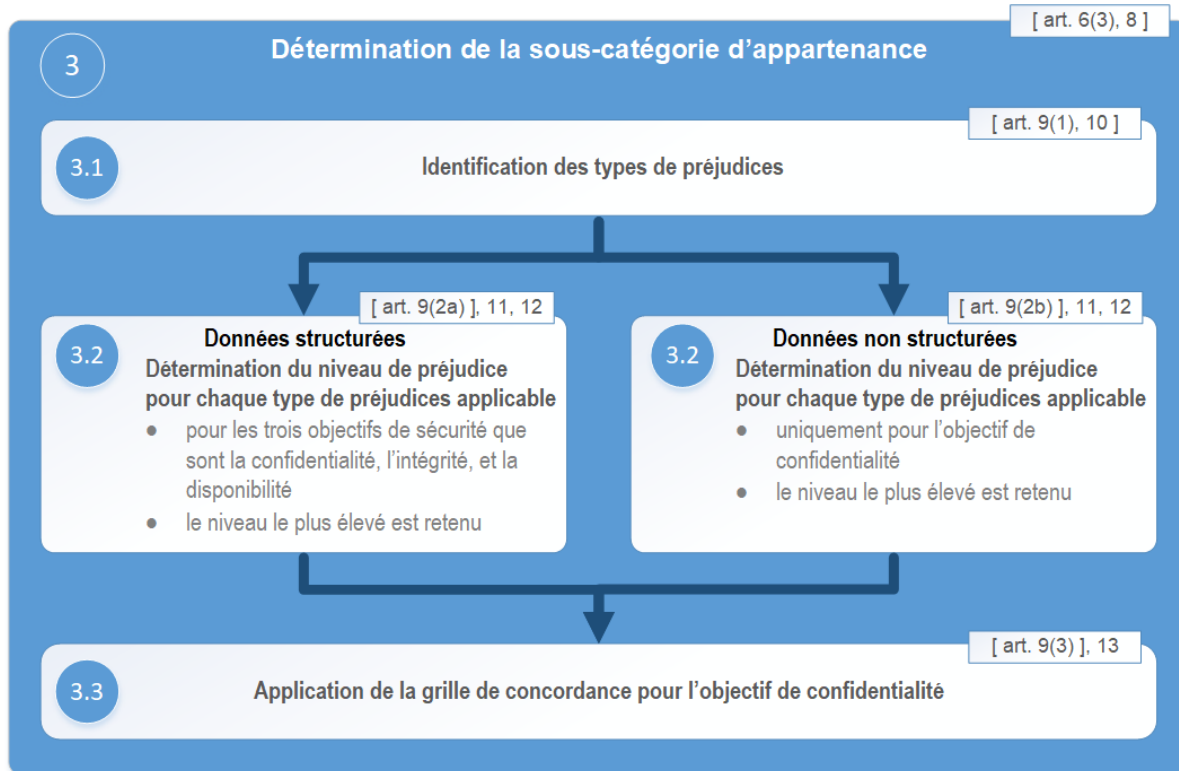 [ art. 6(3), 8 ]
3
Détermination de la sous-catégorie d’appartenance
[ art. 9(1), 10 ]
3.1
Identification des types de préjudices
[ art. 9(2a) ], 11, 12
3.2
Données structurées
Détermination du niveau de préjudice
pour chaque type de préjudices applicable
● pour les trois objectifs de sécurité que
sont la confidentialité, l’intégrité, et la
disponibilité
● le niveau le plus élevé est retenu
[ art. 9(2b) ], 11, 12
3.2
Données non structurées
Détermination du niveau de préjudice
pour chaque type de préjudices applicable
● uniquement pour l’objectif de
confidentialité
● le niveau le plus élevé est retenu
[ art. 9(3) ], 13
3.3
Application de la grille de concordance pour l’objectif de confidentialité